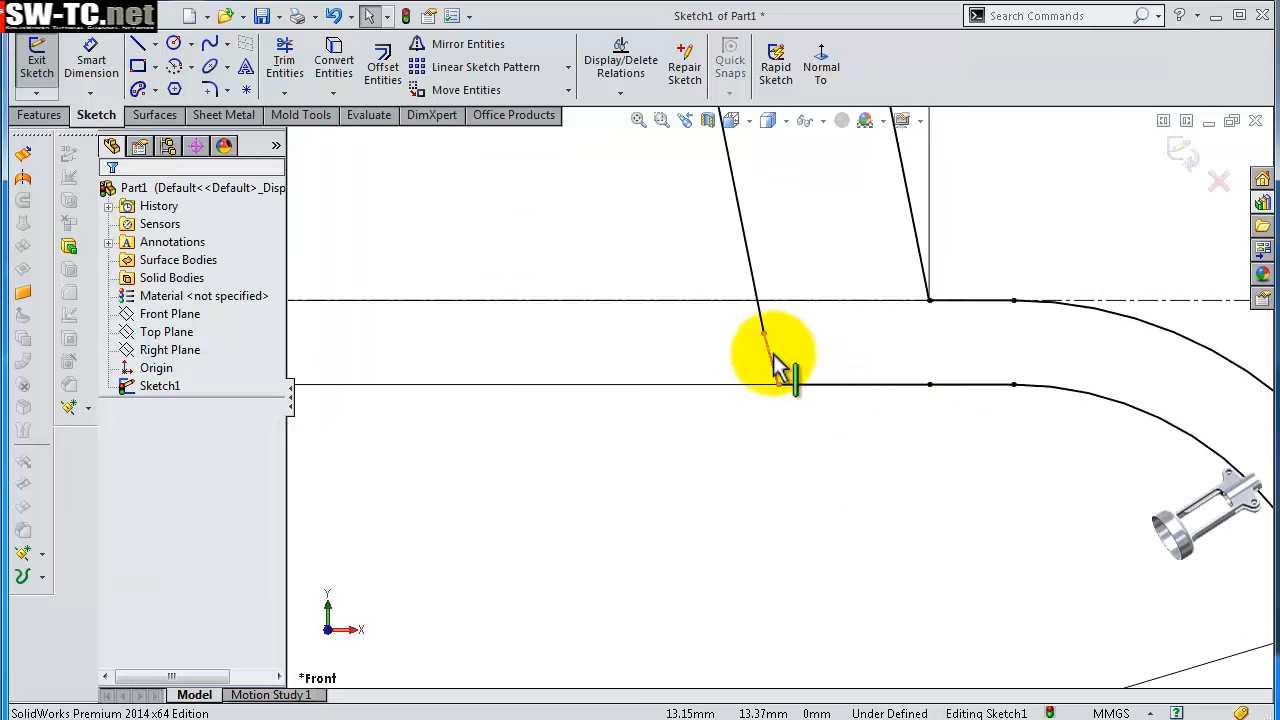 SW-TC.net
SolidWorks Tutorial Channel Schemes
Sketch1 of Part1 *
Search Commands
Exit Sketch
Smart Dimension
Trim Entities
Convert Entities
Offset Entities
Mirror Entities
Linear Sketch Pattern
Move Entities
Display/Delete Relations
Repair Sketch
Quick Snaps
Rapid Sketch
Normal To
Features
Sketch
Surfaces
Sheet Metal
Mold Tools
Evaluate
DimXpert
Office Products
Part1 (Default<<Default>_Disp
History
Sensors
Annotations
Surface Bodies
Solid Bodies
Material <not specified>
Front Plane
Top Plane
Right Plane
Origin
Sketch1
Y
X
*Front
Model
Motion Study 1
SolidWorks Premium 2014 x64 Edition
13.15mm
13.37mm
0mm
Under Defined
Editing Sketch1
MMGS